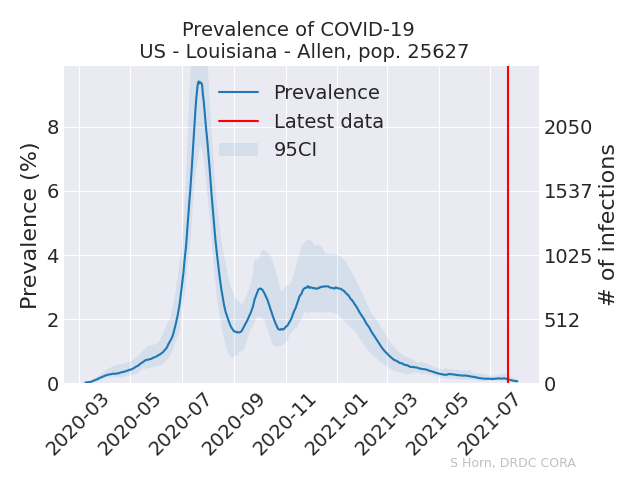 Prevalence of COVID-19
US - Louisiana - Allen, pop. 25627
Prevalence
Latest data
95CI
Prevalence (%)
8
6
4
2
0
2050
1537
1025
512
0
# of infections
2020-03
2020-05
2020-07
2020-09
2020-11
2021-01
2021-03
2021-05
2021-07
S Horn, DRDC CORA